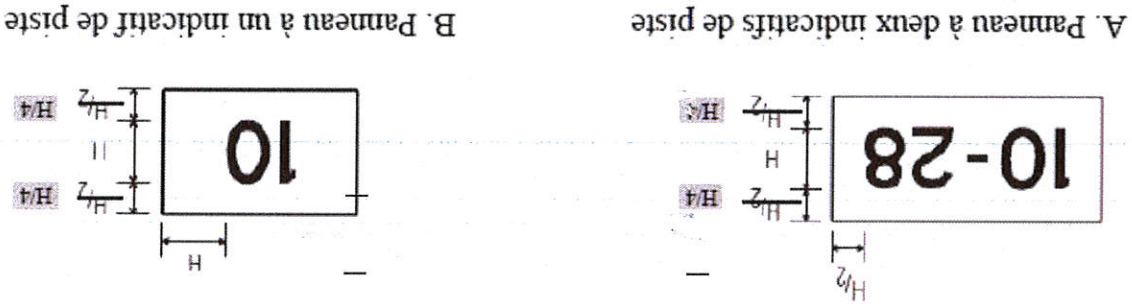 H/2
H/2 H/4
10-28
H
H/2 H/4
A. Panneau à deux indicatifs de piste
H
H/2 H/4
10
H
H/2 H/4
B. Panneau à un indicatif de piste